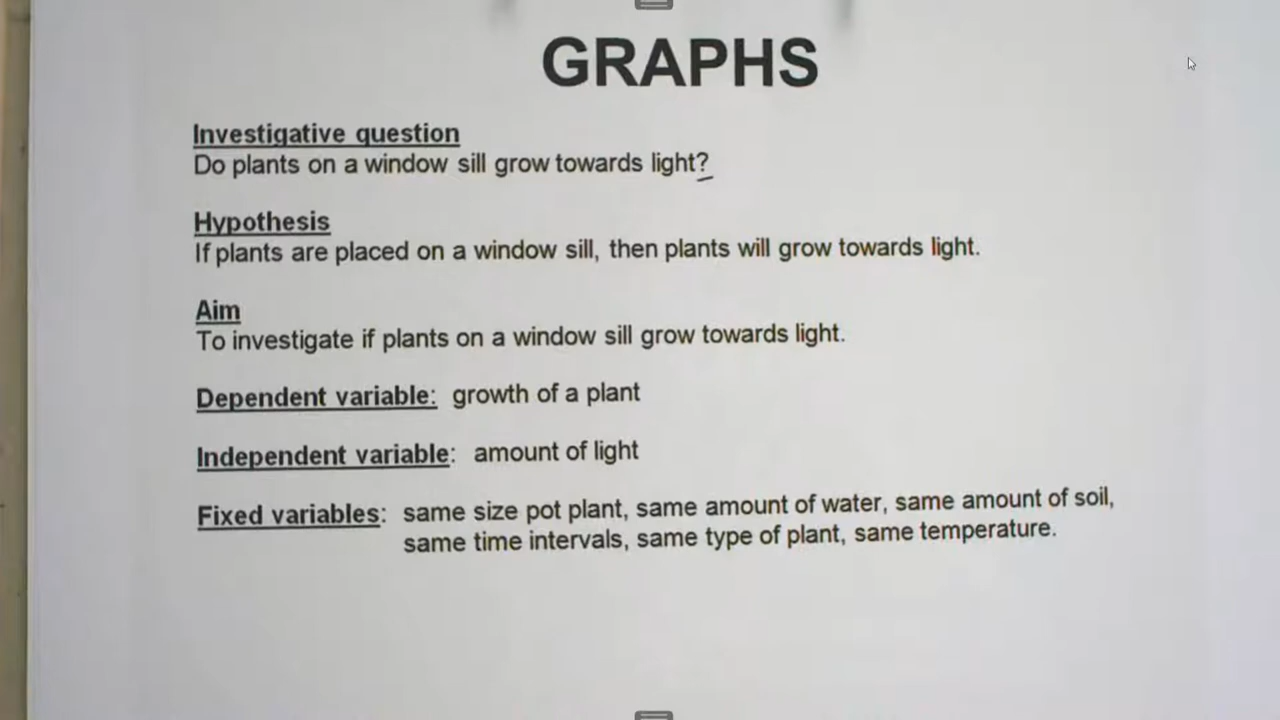 GRAPHS
Investigative question
Do plants on a window sill grow towards light?
Hypothesis
If plants are placed on a window sill, then plants will grow towards light.
Aim
To investigate if plants on a window sill grow towards light.
Dependent variable: growth of a plant
Independent variable: amount of light
Fixed variables: same size pot plant, same amount of water, same amount of soil,
same time intervals, same type of plant, same temperature.